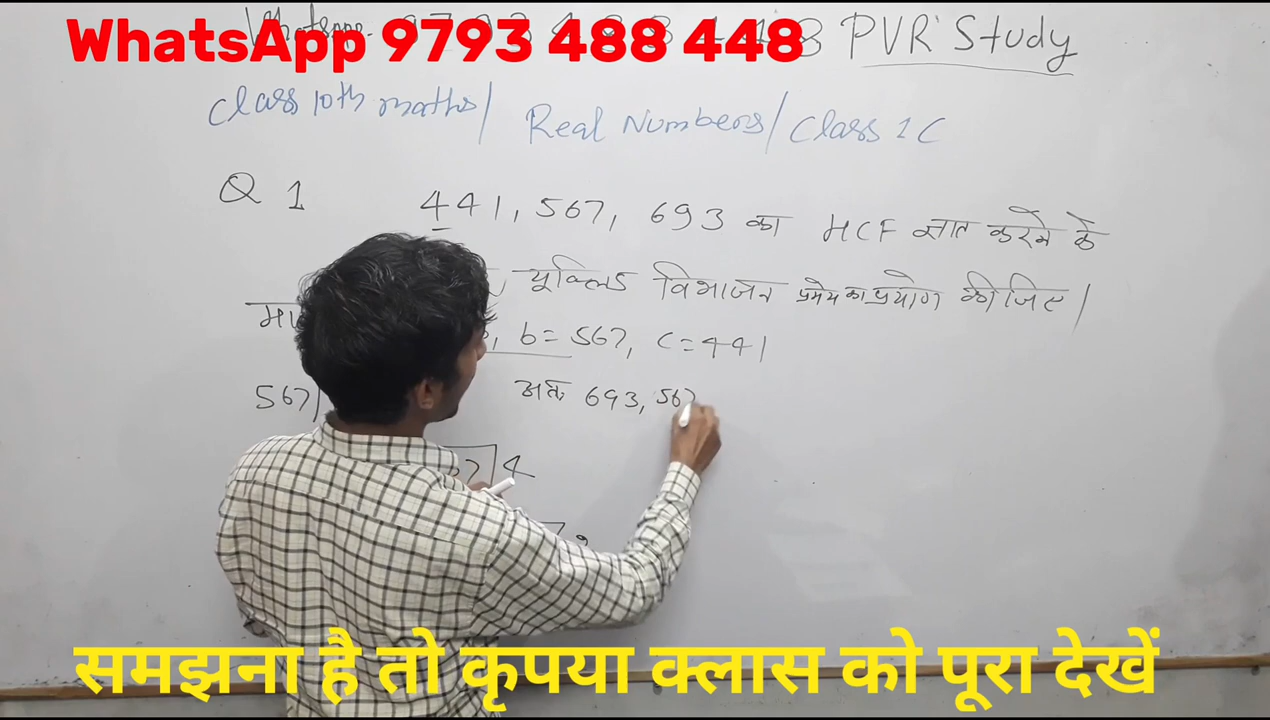 WhatsApp 9793 488 448
PVR Study
Class 10th maths/ Real Numbers/ Class 1C
Q 1 441, 567, 693 का HCF ज्ञात करने के
यूक्लिड विभाजन प्रमेय का प्रयोग कीजिए।
b = 567, c = 441
567 अतः 693, 567
4
समझना है तो कृपया क्लास को पूरा देखें